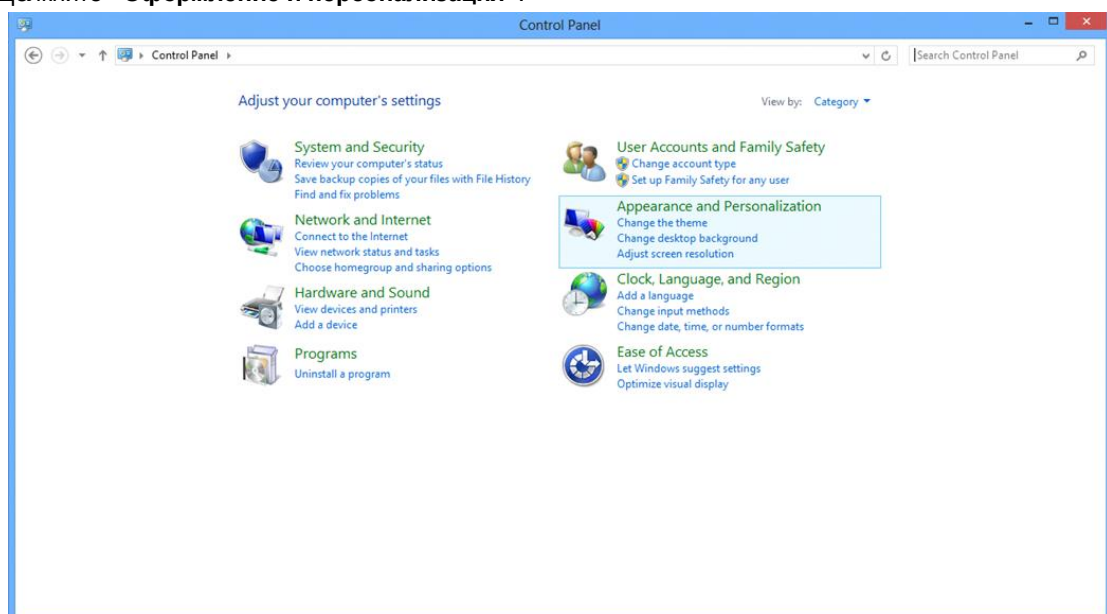 Щелкните "Оформление и персонализация".
Control Panel
Control Panel
Search Control Panel
Adjust your computer's settings
View by: Category
System and Security
Review your computer's status
Save backup copies of your files with File History
Find and fix problems
Network and Internet
Connect to the Internet
View network status and tasks
Choose homegroup and sharing options
Hardware and Sound
View devices and printers
Add a device
Programs
Uninstall a program
User Accounts and Family Safety
Change account type
Set up Family Safety for any user
Appearance and Personalization
Change the theme
Change desktop background
Adjust screen resolution
Clock, Language, and Region
Add a language
Change input methods
Change date, time, or number formats
Ease of Access
Let Windows suggest settings
Optimize visual display